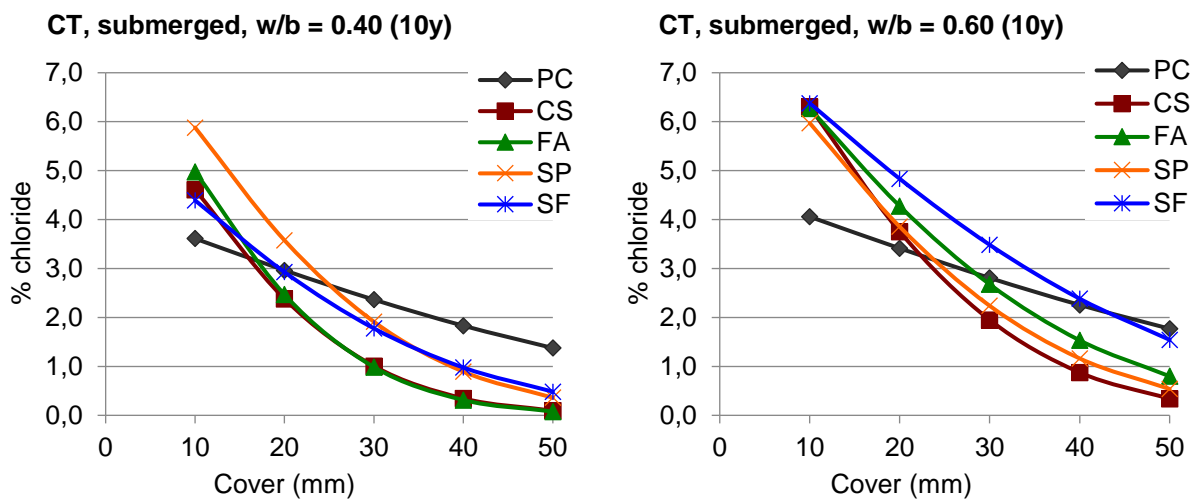 CT, submerged, w/b = 0.40 (10y)
7,0
6,0
5,0
4,0
3,0
2,0
1,0
0,0
% chloride
0 10 20 30 40 50
Cover (mm)
PC
CS
FA
SP
SF
CT, submerged, w/b = 0.60 (10y)
7,0
6,0
5,0
4,0
3,0
2,0
1,0
0,0
% chloride
0 10 20 30 40 50
Cover (mm)
PC
CS
FA
SP
SF